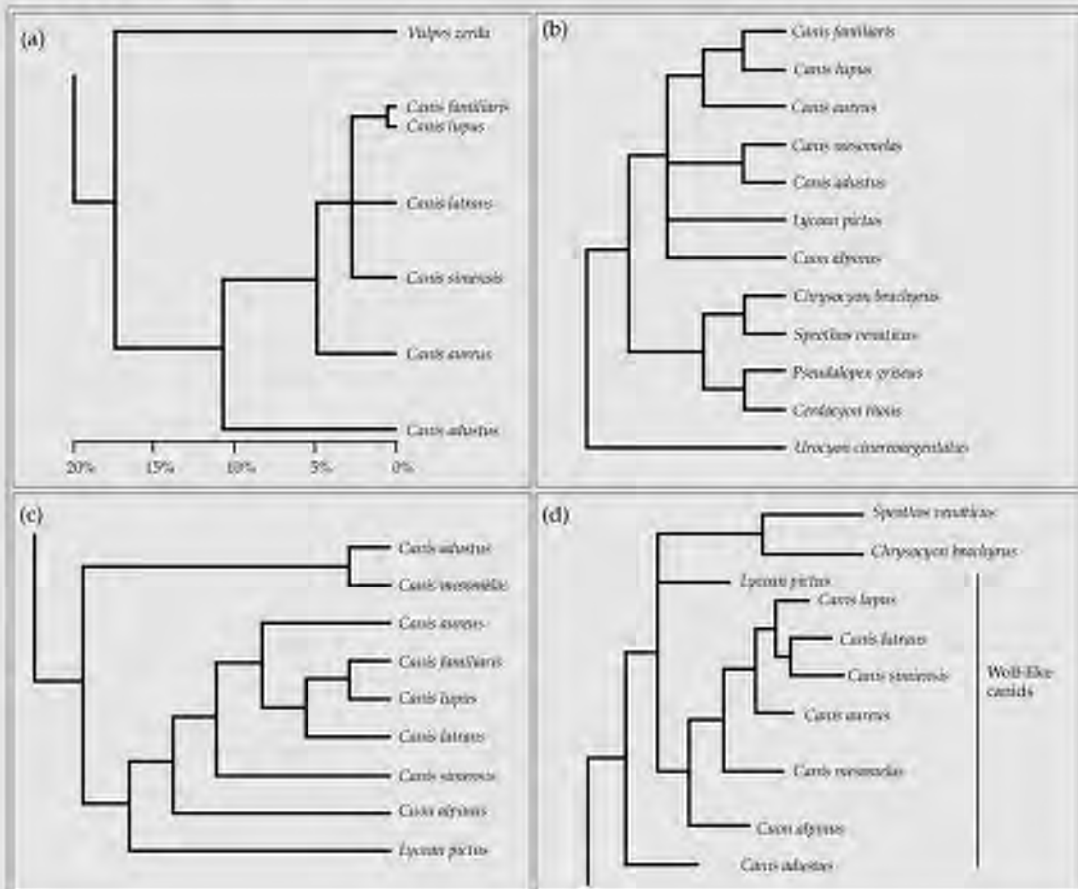 (a)
Vulpes zerda
Canis familiaris
Canis lupus
Canis latrans
Canis simensis
Canis aureus
Canis adustus
20% 15% 10% 5% 0%
(b)
Canis familiaris
Canis lupus
Canis aureus
Canis mesomelas
Canis adustus
Lycaon pictus
Cuon alpinus
Chrysocyon brachyrus
Speothos venaticus
Pseudalopex griseus
Cerdocyon thous
Urocyon cinereoargentatus
(c)
Canis adustus
Canis mesomelas
Canis aureus
Canis familiaris
Canis lupus
Canis latrans
Canis simensis
Cuon alpinus
Lycaon pictus
(d)
Speothos venaticus
Chrysocyon brachyrus
Lycaon pictus
Canis lupus
Canis latrans
Canis simiensis
Canis aureus
Canis mesomelas
Cuon alpinus
Canis adustus
Wolf-like
canids